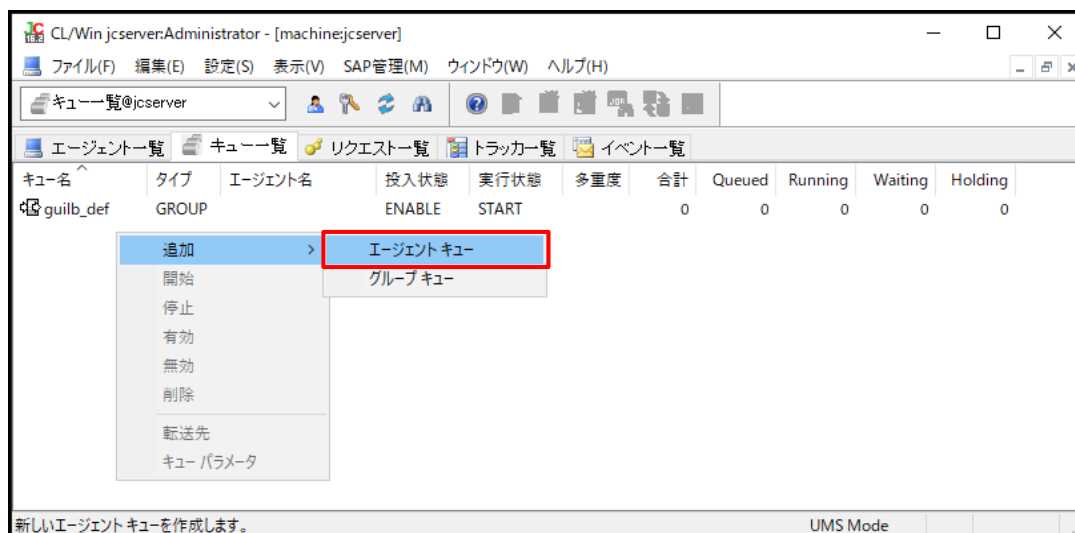 CL/Win jcserver:Administrator - [machine;jcserver]
ファイル(F) 編集(E) 設定(S) 表示(V) SAP管理(M) ウィンドウ(W) ヘルプ(H)
キュー一覧@jcserver
エージェント一覧 キュー一覧 リクエスト一覧 トラッカ一覧 イベント一覧
キュー名 タイプ エージェント名 投入状態 実行状態 多重度 合計 Queued Running Waiting Holding
guilb_def GROUP ENABLE START 0 0 0 0 0
追加 > エージェント キュー
開始 グループ キュー
停止
有効
無効
削除
転送先
キュー パラメータ
新しいエージェント キューを作成します。 UMS Mode